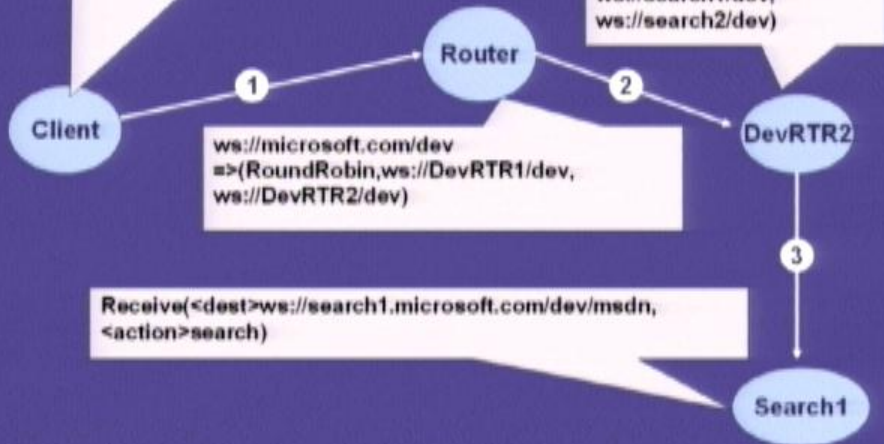 ws://search2/dev)
Router
1
2
Client
DevRTR2
ws://microsoft.com/dev
=>(RoundRobin,ws://DevRTR1/dev,
ws://DevRTR2/dev)
3
Receive(<dest>ws://search1.microsoft.com/dev/msdn,
<action>search)
Search1